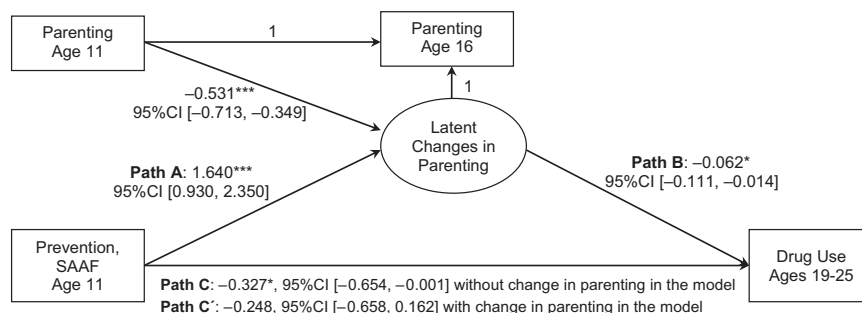 Parenting
Age 11
1
Parenting
Age 16
–0.531***
95%CI [–0.713, –0.349]
1
Latent
Changes in
Parenting
Path A: 1.640***
95%CI [0.930, 2.350]
Path B: –0.062*
95%CI [–0.111, –0.014]
Prevention,
SAAF
Age 11
Drug Use
Ages 19-25
Path C: –0.327*, 95%CI [–0.654, –0.001] without change in parenting in the model
Path C´: –0.248, 95%CI [–0.658, 0.162] with change in parenting in the model